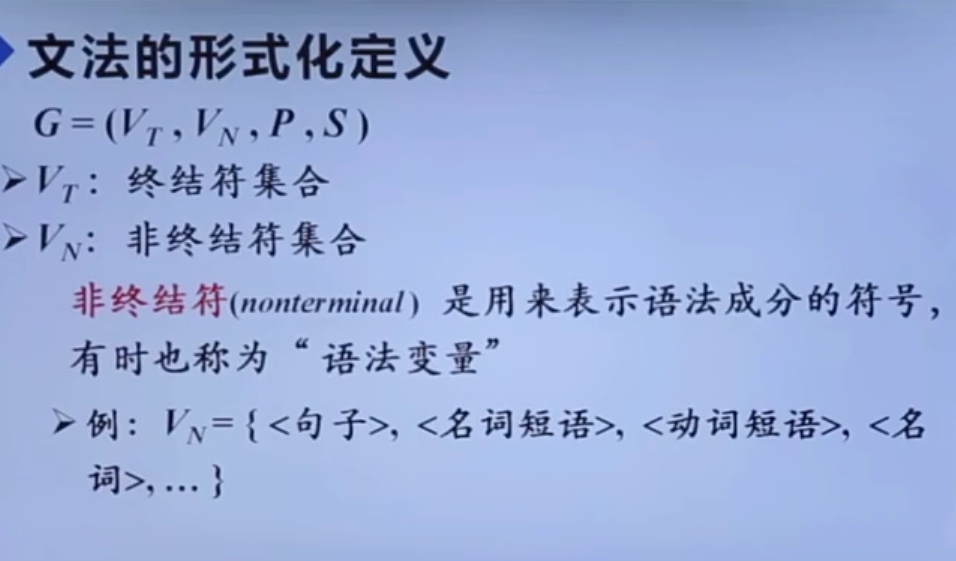 文法的形式化定义
G = (V_T , V_N , P , S )
➢V_T： 终结符集合
➢V_N： 非终结符集合
非终结符(nonterminal) 是用来表示语法成分的符号，
有时也称为“ 语法变量”
➢例： V_N = { <句子>, <名词短语>, <动词短语>, <名
词>, … }